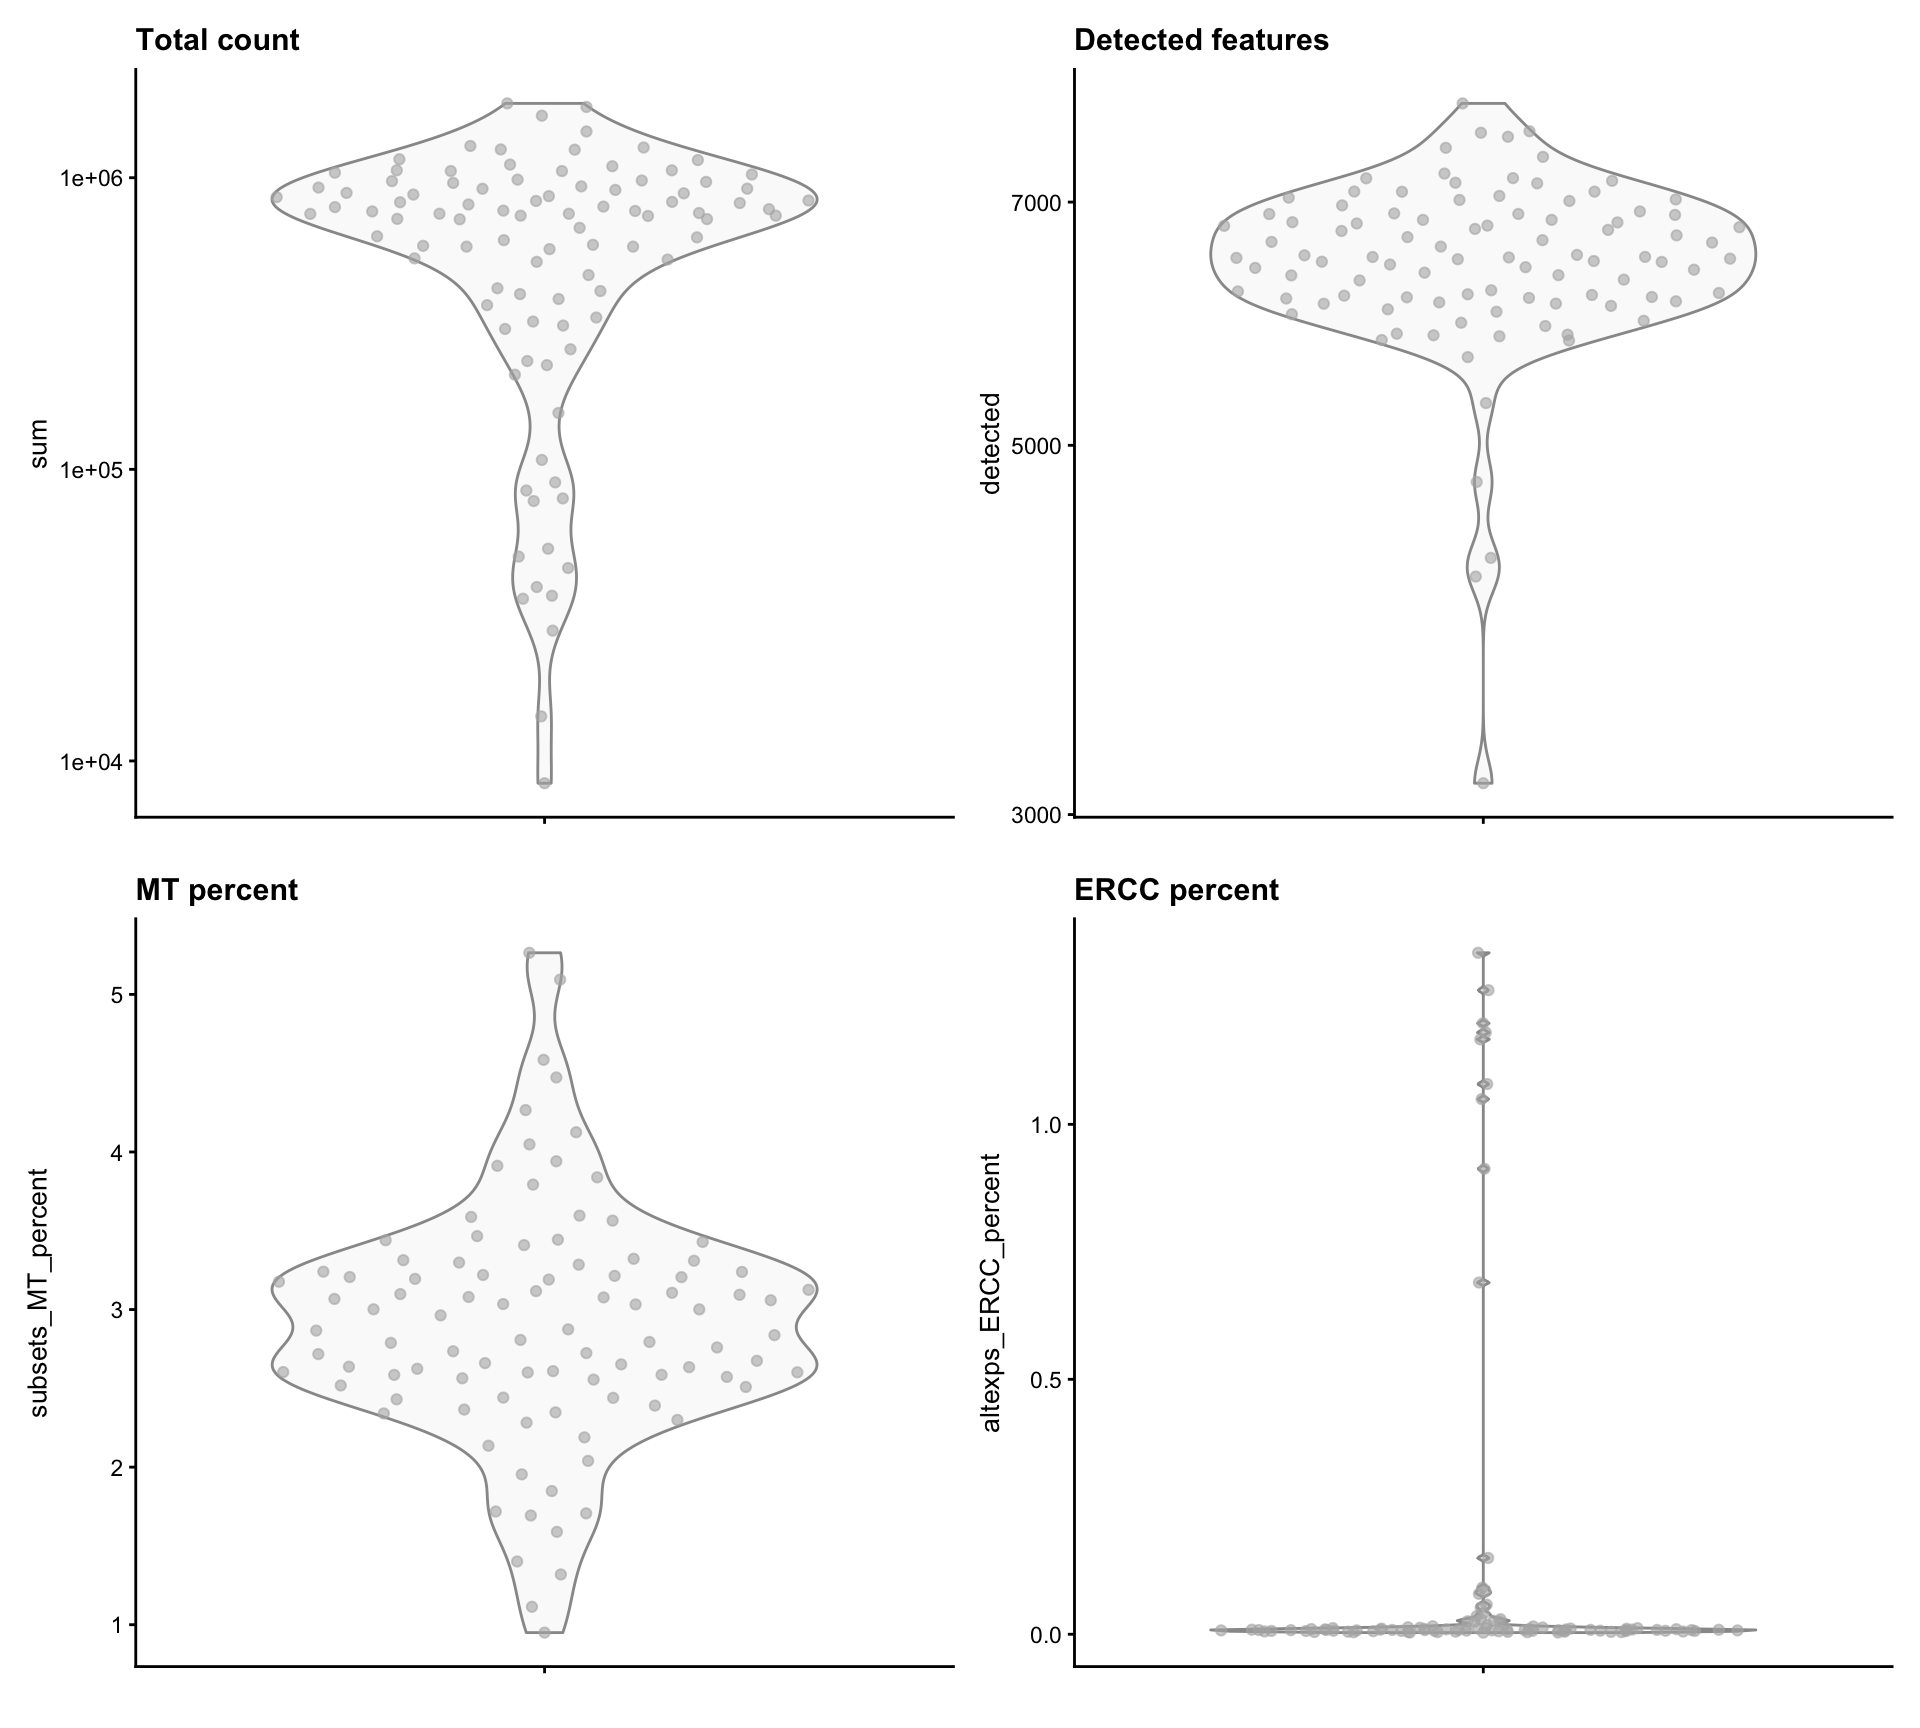 Total count
sum
1e+06
1e+05
1e+04
Detected features
detected
7000
5000
3000
MT percent
subsets_MT_percent
5
4
3
2
1
ERCC percent
altexps_ERCC_percent
1.0
0.5
0.0